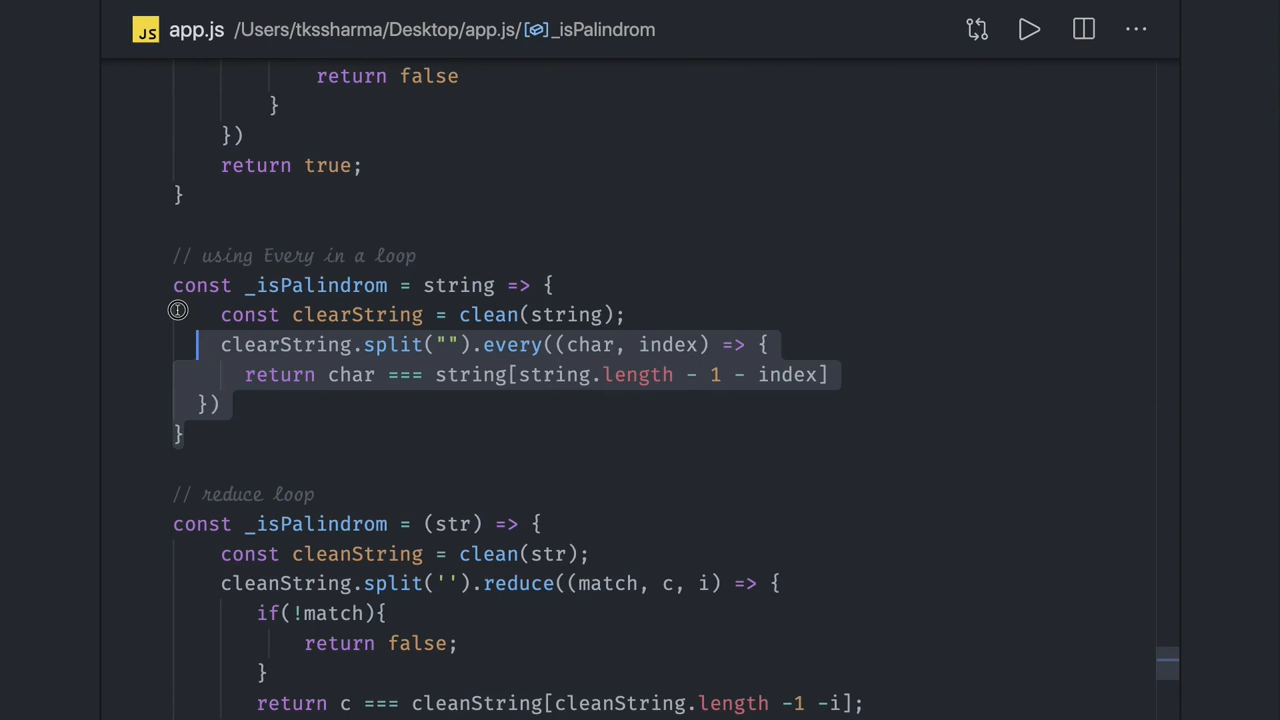 JS app.js /Users/tkssharma/Desktop/app.js/ _isPalindrom ...
return false
}
})
return true;
}
// using Every in a loop
const _isPalindrom = string => {
const clearString = clean(string);
clearString.split("").every((char, index) => {
return char === string[string.length - 1 - index]
})
}
// reduce loop
const _isPalindrom = (str) => {
const cleanString = clean(str);
cleanString.split('').reduce((match, c, i) => {
if(!match){
return false;
}
return c === cleanString[cleanString.length -1 -i];